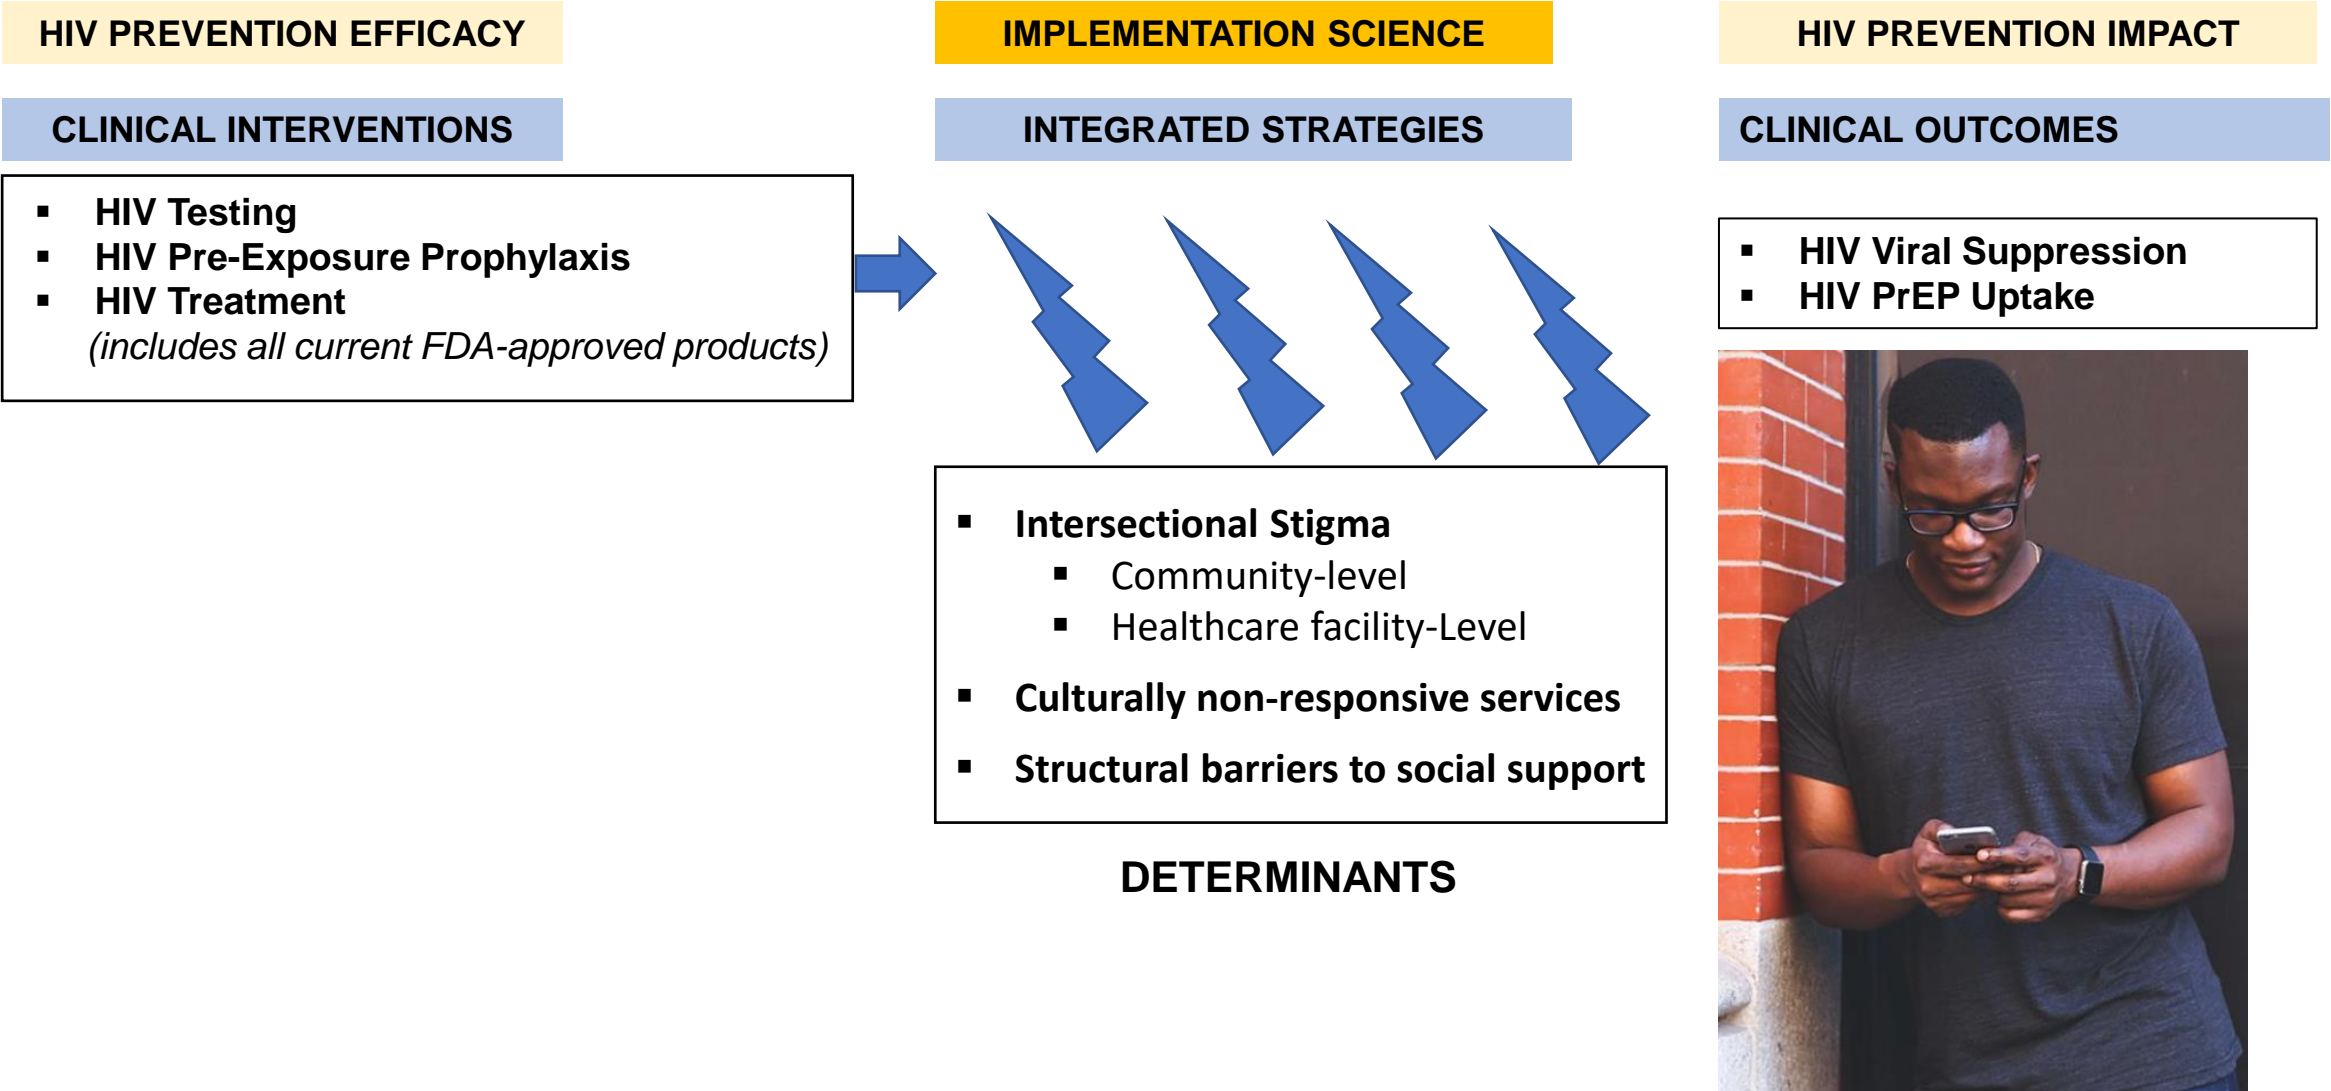 HIV PREVENTION EFFICACY
CLINICAL INTERVENTIONS
▪ HIV Testing
▪ HIV Pre-Exposure Prophylaxis
▪ HIV Treatment
(includes all current FDA-approved products)
IMPLEMENTATION SCIENCE
INTEGRATED STRATEGIES
▪ Intersectional Stigma
▪ Community-level
▪ Healthcare facility-Level
▪ Culturally non-responsive services
▪ Structural barriers to social support
DETERMINANTS
HIV PREVENTION IMPACT
CLINICAL OUTCOMES
▪ HIV Viral Suppression
▪ HIV PrEP Uptake